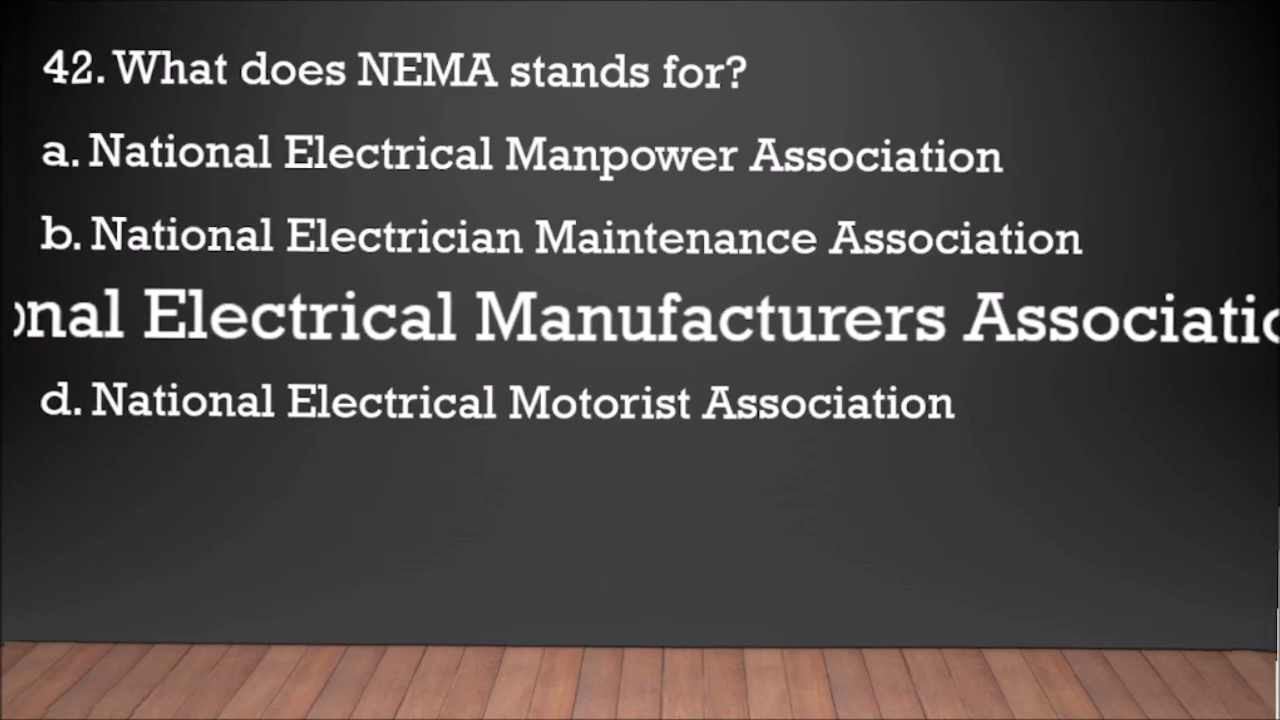 42. What does NEMA stands for?
a. National Electrical Manpower Association
b. National Electrician Maintenance Association
onal Electrical Manufacturers Associatio
d. National Electrical Motorist Association